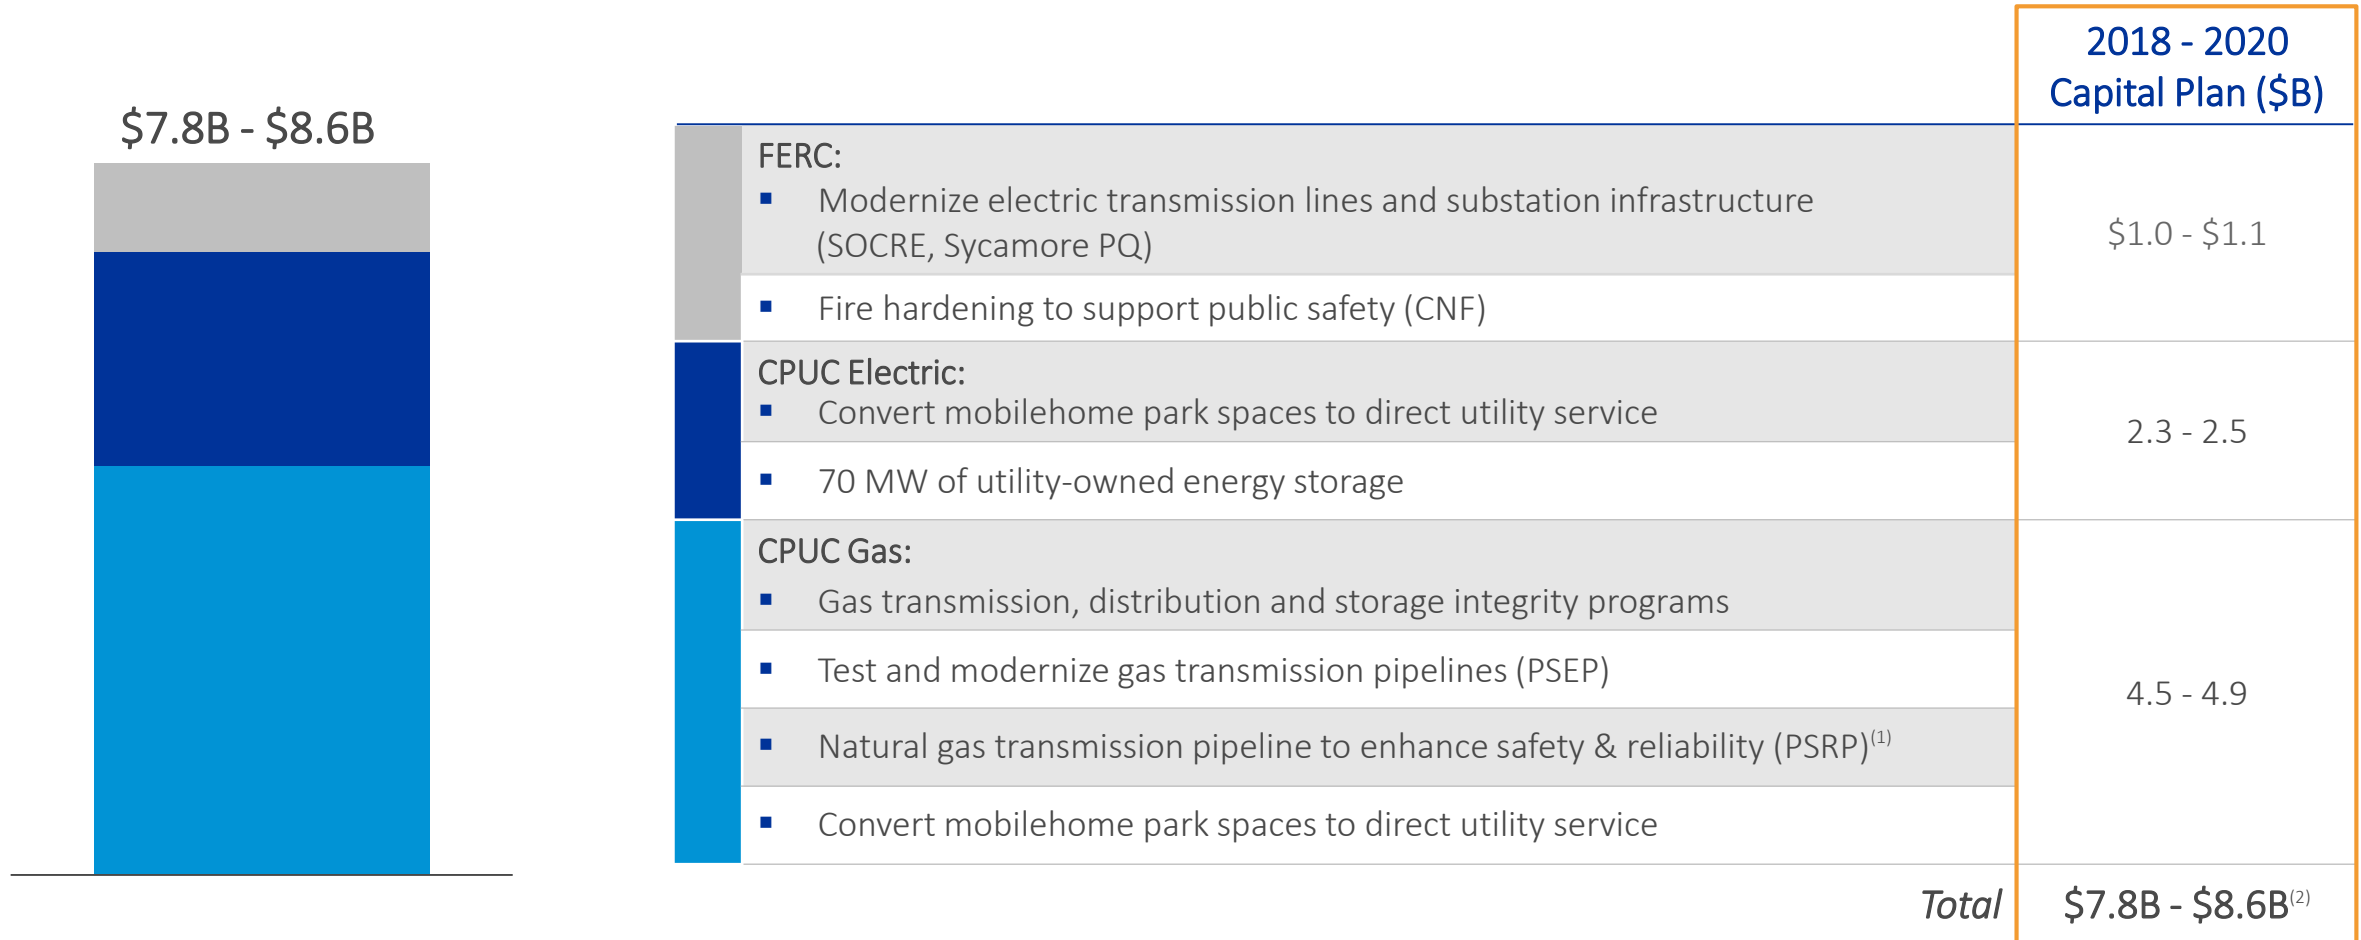 2018 - 2020
Capital Plan ($B)
$7.8B - $8.6B
FERC:
▪ Modernize electric transmission lines and substation infrastructure
(SOCRE, Sycamore PQ)
$1.0 - $1.1
▪ Fire hardening to support public safety (CNF)
CPUC Electric:
▪ Convert mobilehome park spaces to direct utility service
2.3 - 2.5
▪ 70 MW of utility-owned energy storage
CPUC Gas:
▪ Gas transmission, distribution and storage integrity programs
▪ Test and modernize gas transmission pipelines (PSEP)
4.5 - 4.9
▪ Natural gas transmission pipeline to enhance safety & reliability (PSRP)(1)
▪ Convert mobilehome park spaces to direct utility service
Total $7.8B - $8.6B(2)